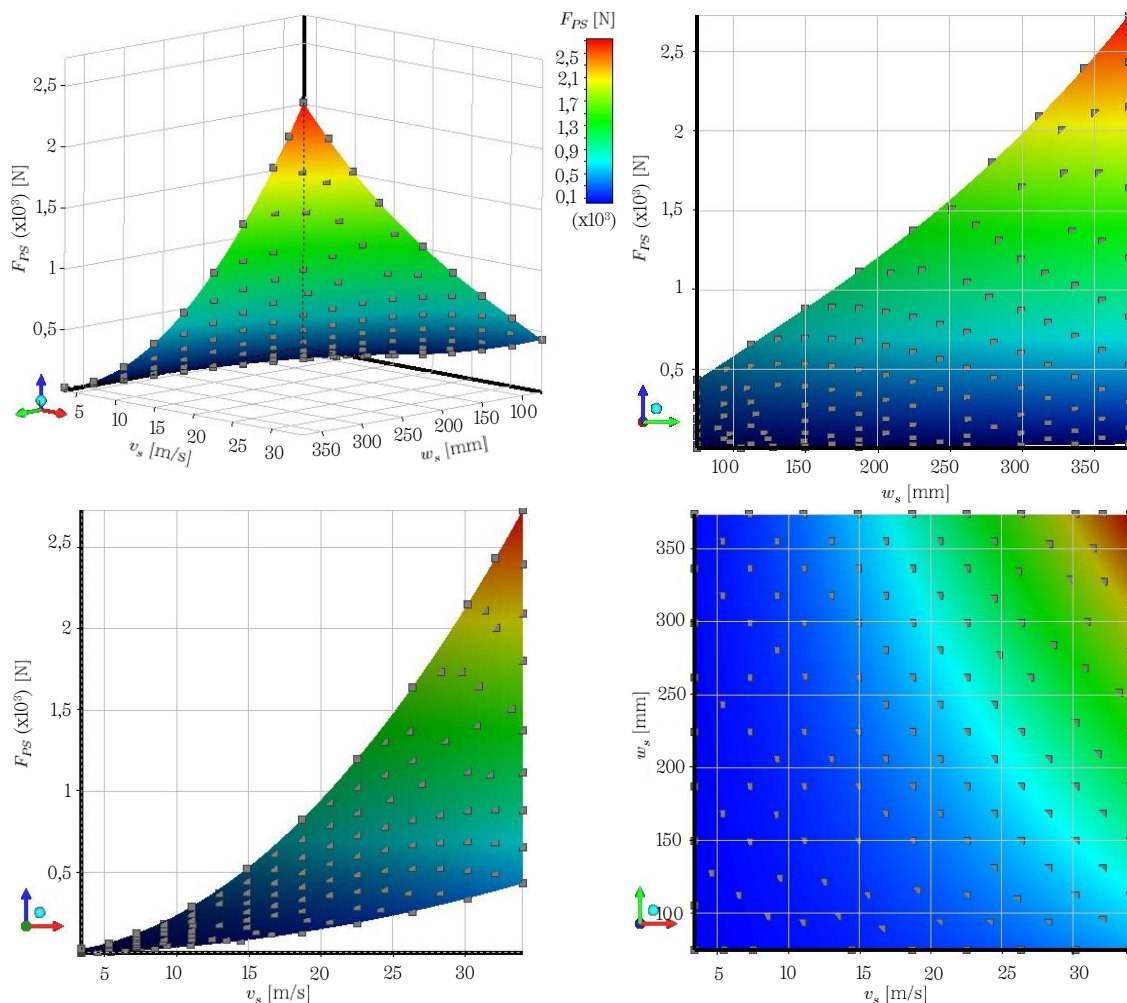 F_PS [N]
2,5
2,1
1,7
1,3
0,9
0,5
0,1
(x10³)
2,5
2
1,5
1
0,5
F_PS (x10³) [N]
5
10
15
20
25
30
v_s [m/s]
350
300
250
200
150
100
w_s [mm]
2,5
2
1,5
1
0,5
F_PS (x10³) [N]
100 150 200 250 300 350
w_s [mm]
2,5
2
1,5
1
0,5
F_PS (x10³) [N]
5 10 15 20 25 30
v_s [m/s]
350
300
250
200
150
100
w_s [mm]
5 10 15 20 25 30
v_s [m/s]